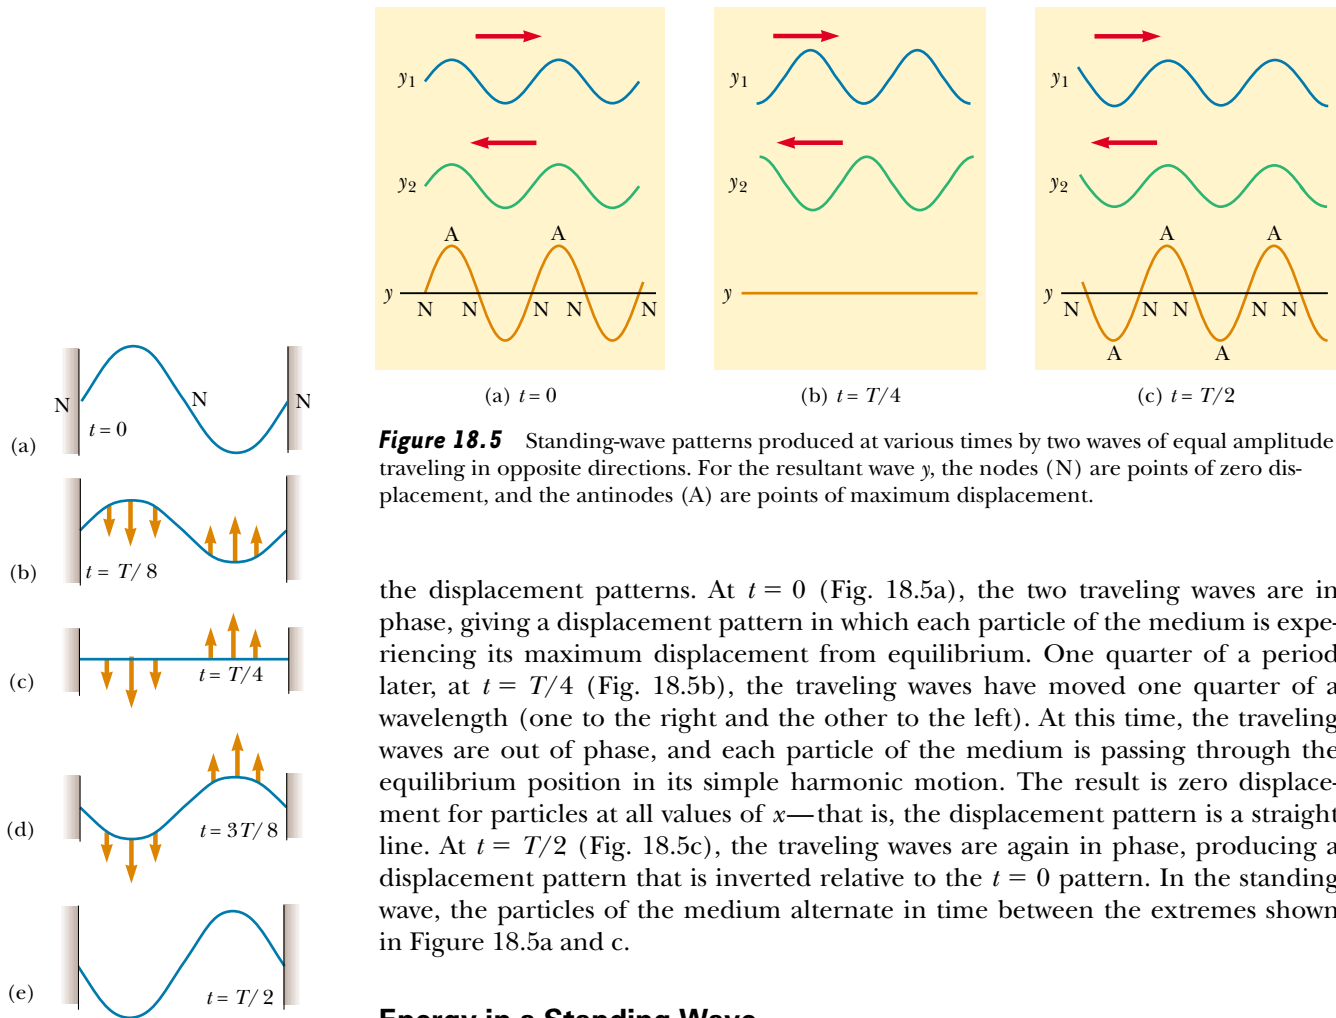 y1
y2
A A
y
N N N N N
(a) t = 0
y1
y2
(b) t = T/4
y1
y2
A A
y
N N N N N
A A
(c) t = T/2
Figure 18.5 Standing-wave patterns produced at various times by two waves of equal amplitude
traveling in opposite directions. For the resultant wave y, the nodes (N) are points of zero dis-
placement, and the antinodes (A) are points of maximum displacement.
N N N
(a) t = 0
(b) t = T/ 8
(c) t = T/4
(d) t = 3T/8
(e) t = T/ 2
the displacement patterns. At t = 0 (Fig. 18.5a), the two traveling waves are in
phase, giving a displacement pattern in which each particle of the medium is expe-
riencing its maximum displacement from equilibrium. One quarter of a period
later, at t = T/4 (Fig. 18.5b), the traveling waves have moved one quarter of a
wavelength (one to the right and the other to the left). At this time, the traveling
waves are out of phase, and each particle of the medium is passing through the
equilibrium position in its simple harmonic motion. The result is zero displace-
ment for particles at all values of x—that is, the displacement pattern is a straight
line. At t = T/2 (Fig. 18.5c), the traveling waves are again in phase, producing a
displacement pattern that is inverted relative to the t = 0 pattern. In the standing
wave, the particles of the medium alternate in time between the extremes shown
in Figure 18.5a and c.
Energy in a Standing Wave